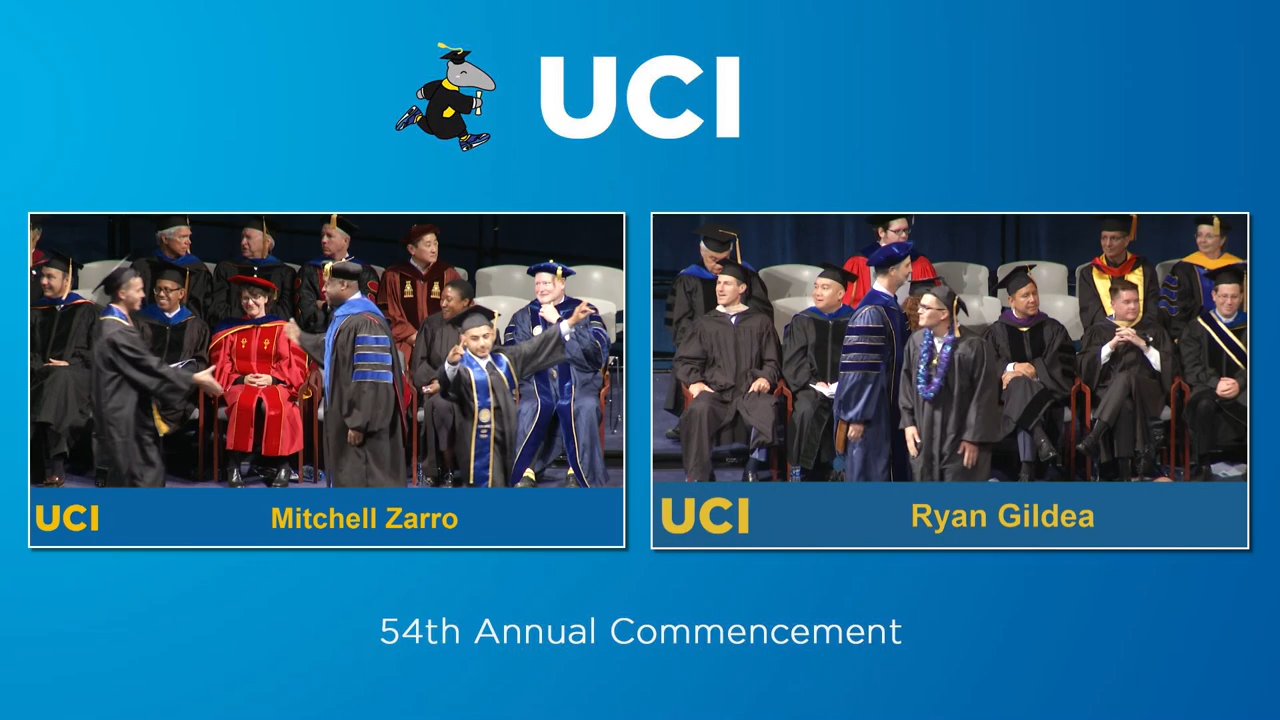 UCI
UCI
Mitchell Zarro
UCI
Ryan Gildea
54th Annual Commencement